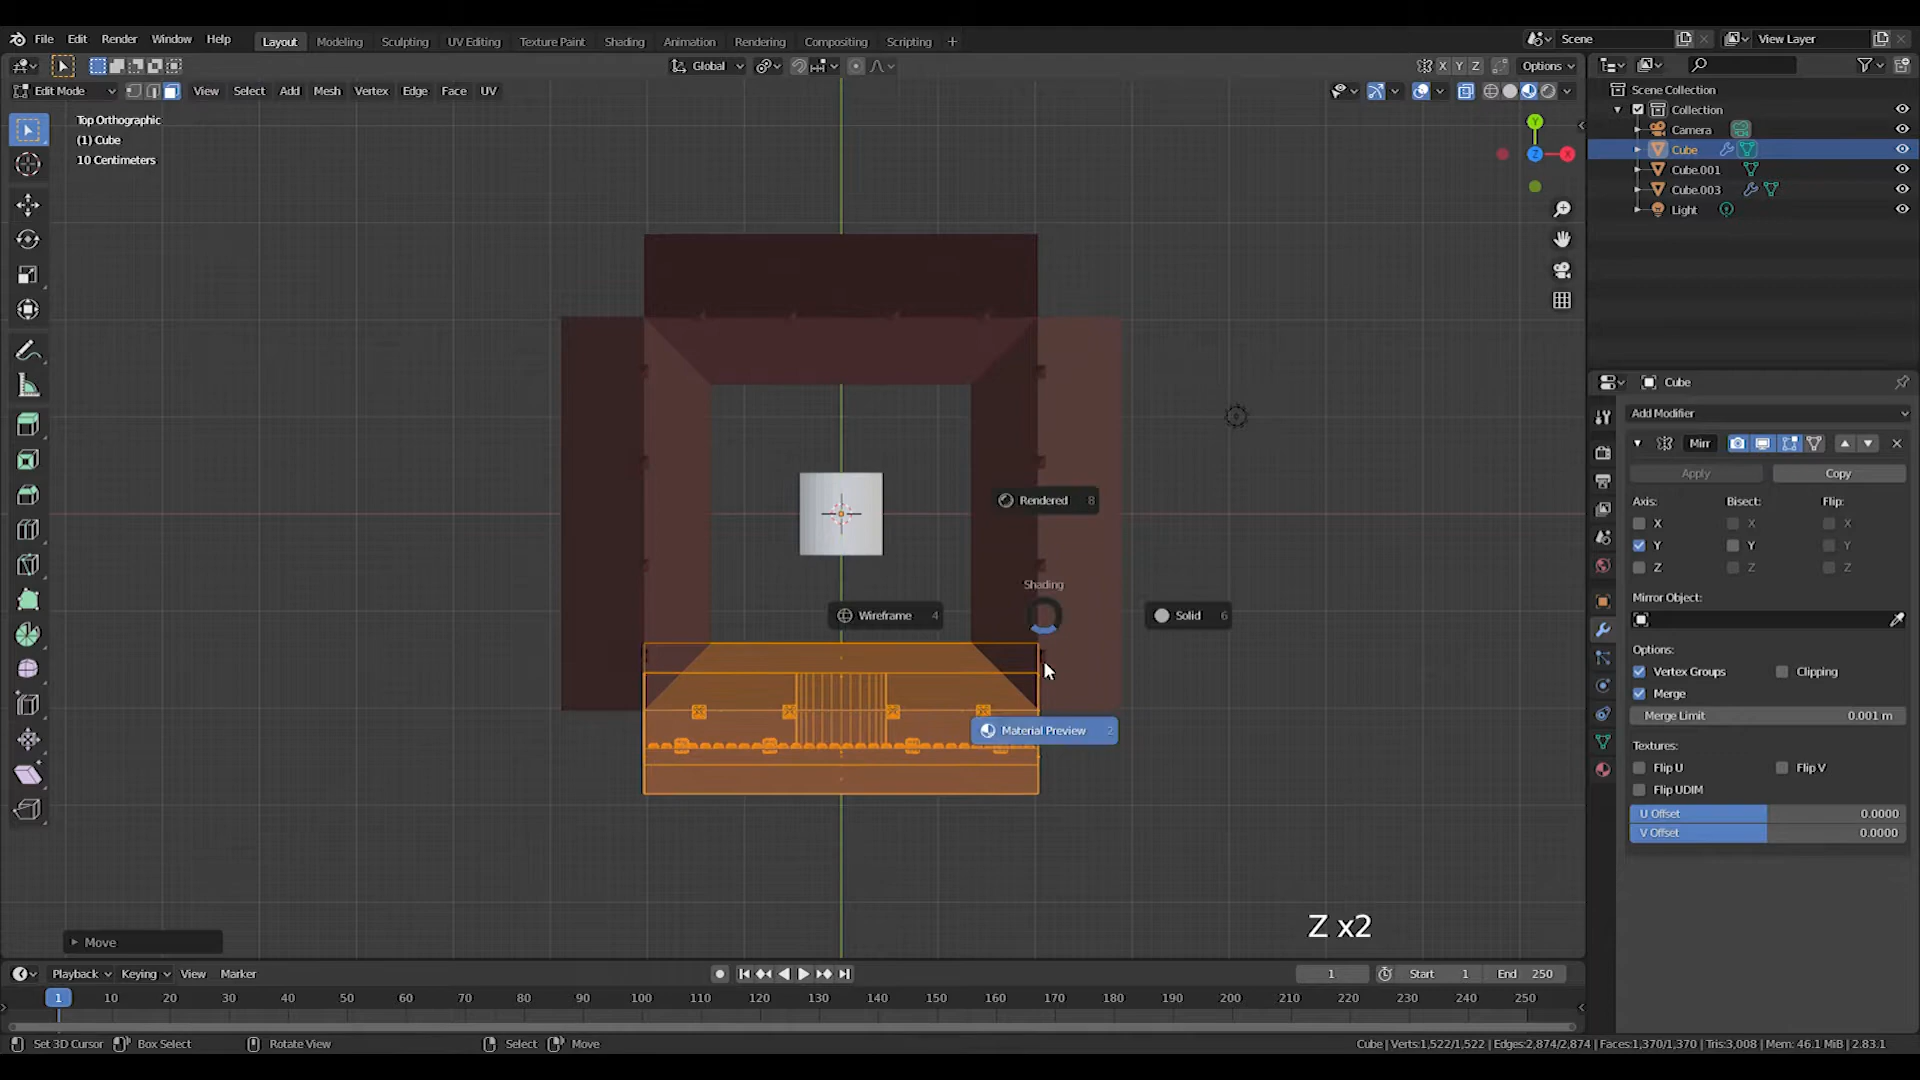 File Edit Render Window Help
Layout Modeling Sculpting UV Editing Texture Paint Shading Animation Rendering Compositing Scripting +
Scene
View Layer
Global
X Y Z
Options
Edit Mode View Select Add Mesh Vertex Edge Face UV
Top Orthographic
(1) Cube
10 Centimeters
Y
Z
X
Scene Collection
Collection
Camera
Cube
Cube.001
Cube.003
Light
Cube
Add Modifier
Mirr
Apply Copy
Axis: Bisect: Flip:
X X X
Y Y Y
Z Z Z
Mirror Object:
Options:
Vertex Groups Clipping
Merge
Merge Limit 0.001 m
Textures:
Flip U Flip V
Flip UDIM
U Offset 0.0000
V Offset 0.0000
Rendered 8
Shading
Wireframe 4
Solid 6
Material Preview 2
Z x2
Move
Playback Keying View Marker
1 Start 1 End 250
1 10 20 30 40 50 60 70 80 90 100 110 120 130 140 150 160 170 180 190 200 210 220 230 240 250
Set 3D Cursor Box Select Rotate View Select Move
Cube | Verts:1,522/1,522 | Edges:2,874/2,874 | Faces:1,370/1,370 | Tris:3,008 | Mem: 46.1 MiB | 2.83.1